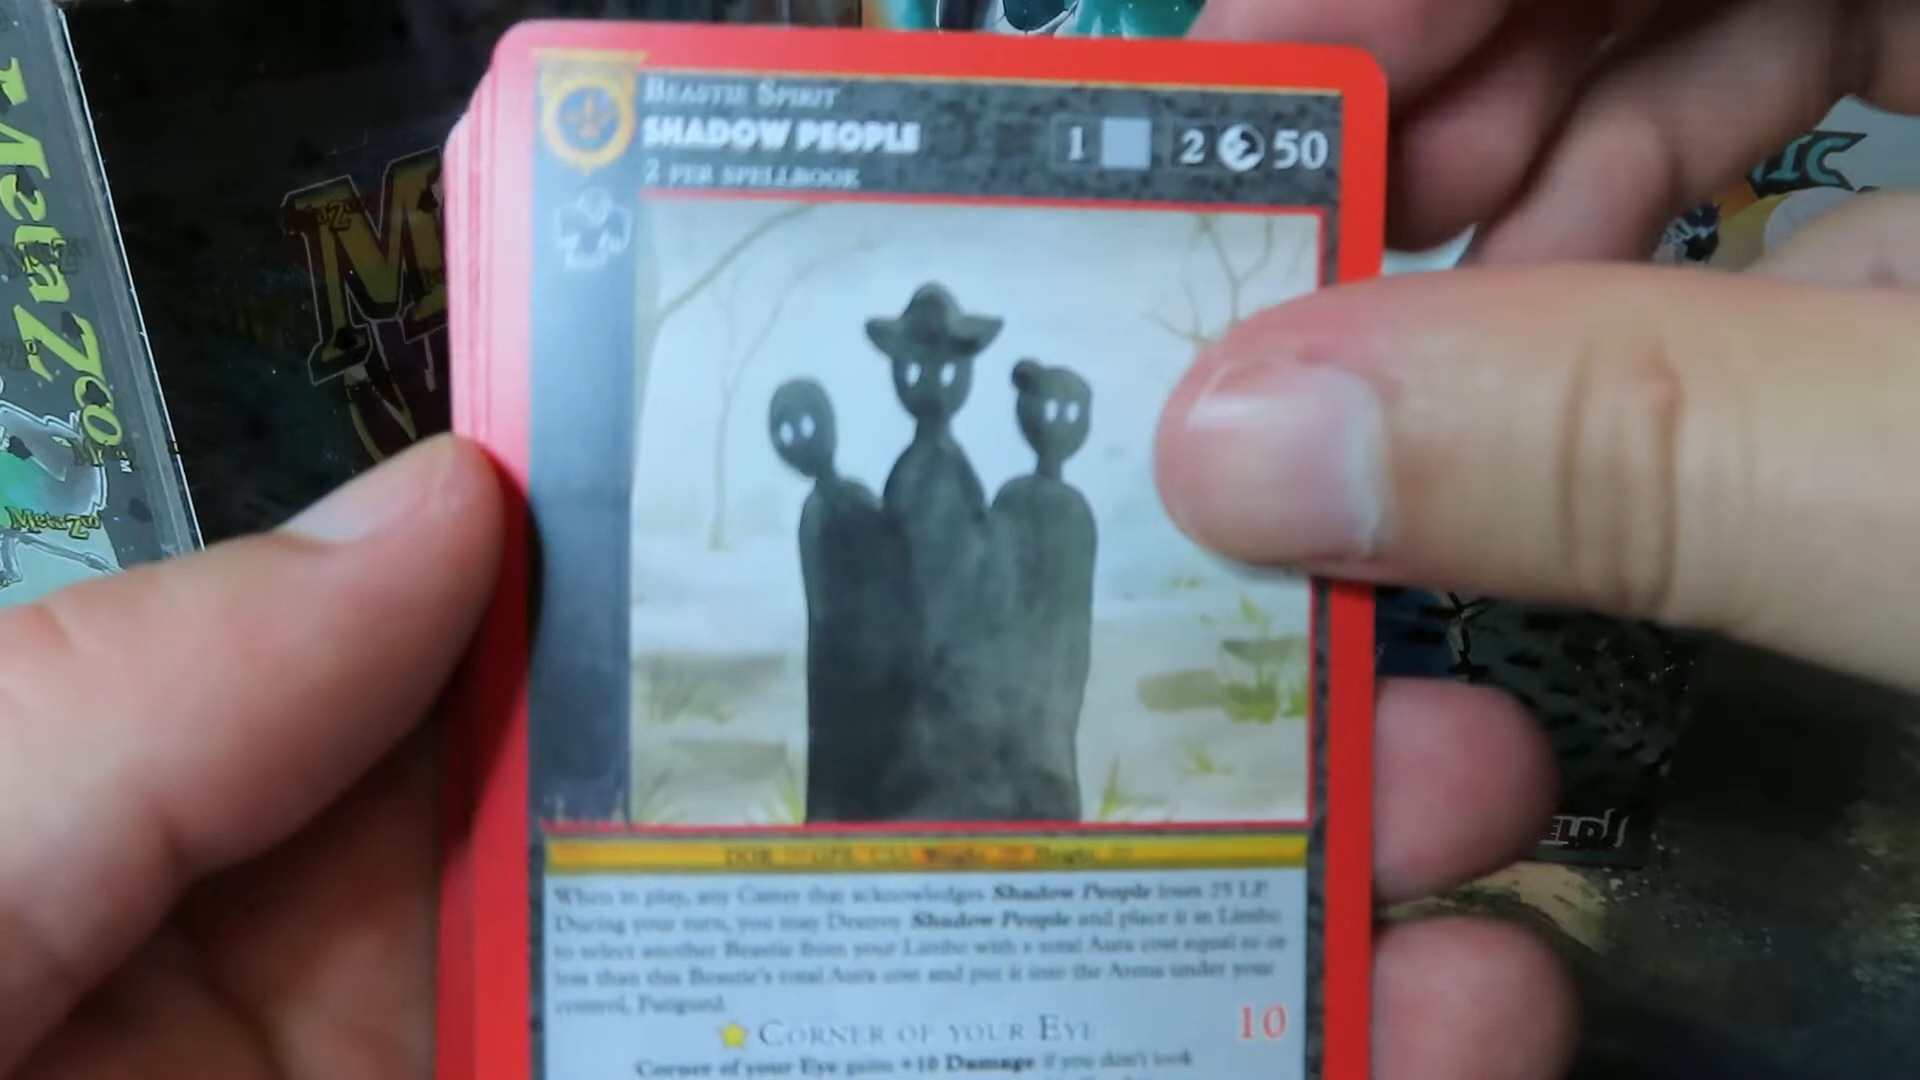 BEASTIE SPIRIT
SHADOW PEOPLE
1 2 50
2 PER SPELLBOOK
MetaZoo
MetaZoo
ELD!
When in play, any Caster that acknowledges Shadow People loses 25 LP.
During your turn, you may Destroy Shadow People and place it in Limbo
to select another Beastie from your Limbo with a total Aura cost equal to or
less than this Beastie's total Aura cost and put it into the Arena under your
control, Fatigued.
CORNER OF YOUR EYE 10
Corner of your Eye gains +10 Damage if you don't look